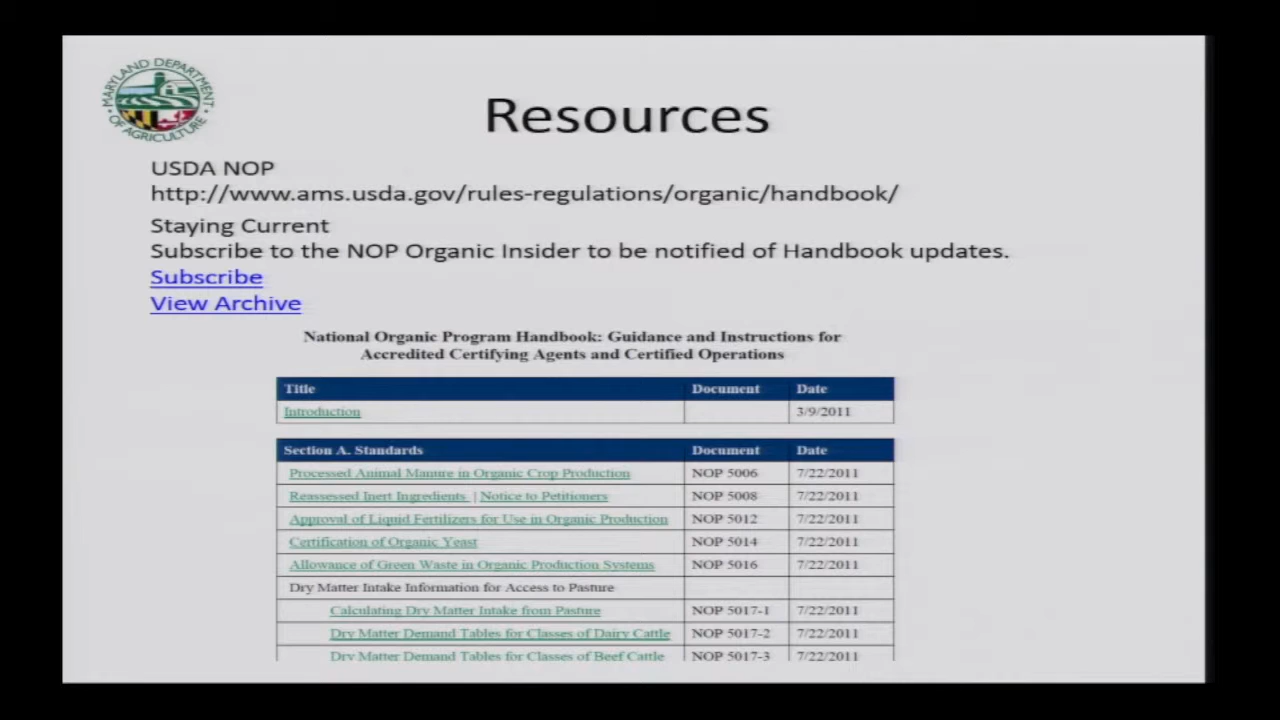 MARYLAND DEPARTMENT OF AGRICULTURE
Resources
USDA NOP
http://www.ams.usda.gov/rules-regulations/organic/handbook/
Staying Current
Subscribe to the NOP Organic Insider to be notified of Handbook updates.
Subscribe
View Archive
National Organic Program Handbook: Guidance and Instructions for
Accredited Certifying Agents and Certified Operations
Title Document Date
Introduction 3/9/2011
Section A. Standards Document Date
Processed Animal Manure in Organic Crop Production NOP 5006 7/22/2011
Reassessed Inert Ingredients | Notice to Petitioners NOP 5008 7/22/2011
Approval of Liquid Fertilizers for Use in Organic Production NOP 5012 7/22/2011
Certification of Organic Yeast NOP 5014 7/22/2011
Allowance of Green Waste in Organic Production Systems NOP 5016 7/22/2011
Dry Matter Intake Information for Access to Pasture
Calculating Dry Matter Intake from Pasture NOP 5017-1 7/22/2011
Dry Matter Demand Tables for Classes of Dairy Cattle NOP 5017-2 7/22/2011
Dry Matter Demand Tables for Classes of Beef Cattle NOP 5017-3 7/22/2011